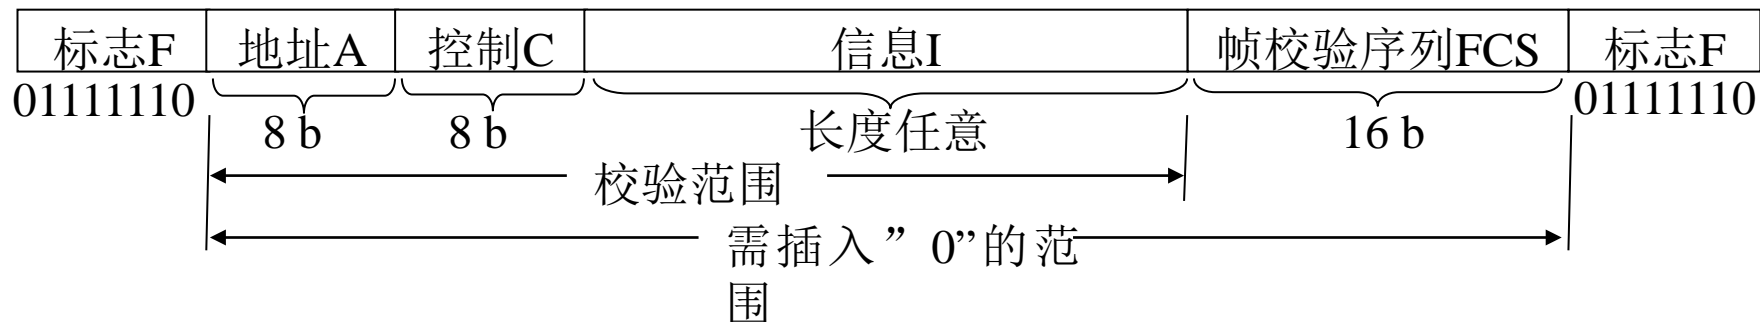 标志F 地址A 控制C 信息I 帧校验序列FCS 标志F
01111110 8 b 8 b 长度任意 16 b 01111110
校验范围
需插入” 0”的范
围